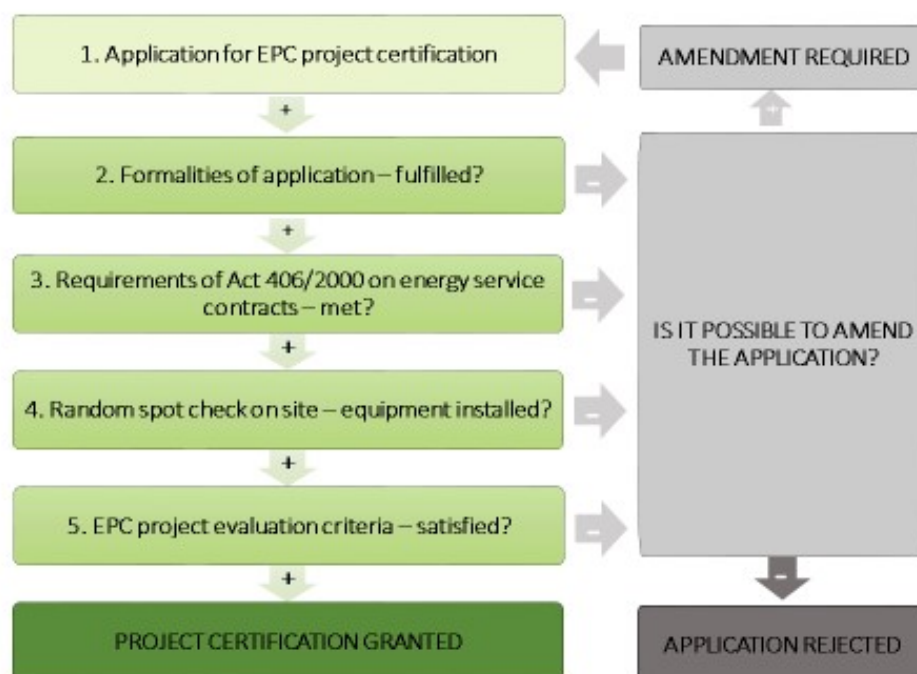 1. Application for EPC project certification
AMENDMENT REQUIRED
+
+
2. Formalities of application – fulfilled?
-
+
3. Requirements of Act 406/2000 on energy service
contracts – met?
-
IS IT POSSIBLE TO AMEND
THE APPLICATION?
+
4. Random spot check on site – equipment installed?
-
+
5. EPC project evaluation criteria – satisfied?
-
+
-
PROJECT CERTIFICATION GRANTED
APPLICATION REJECTED